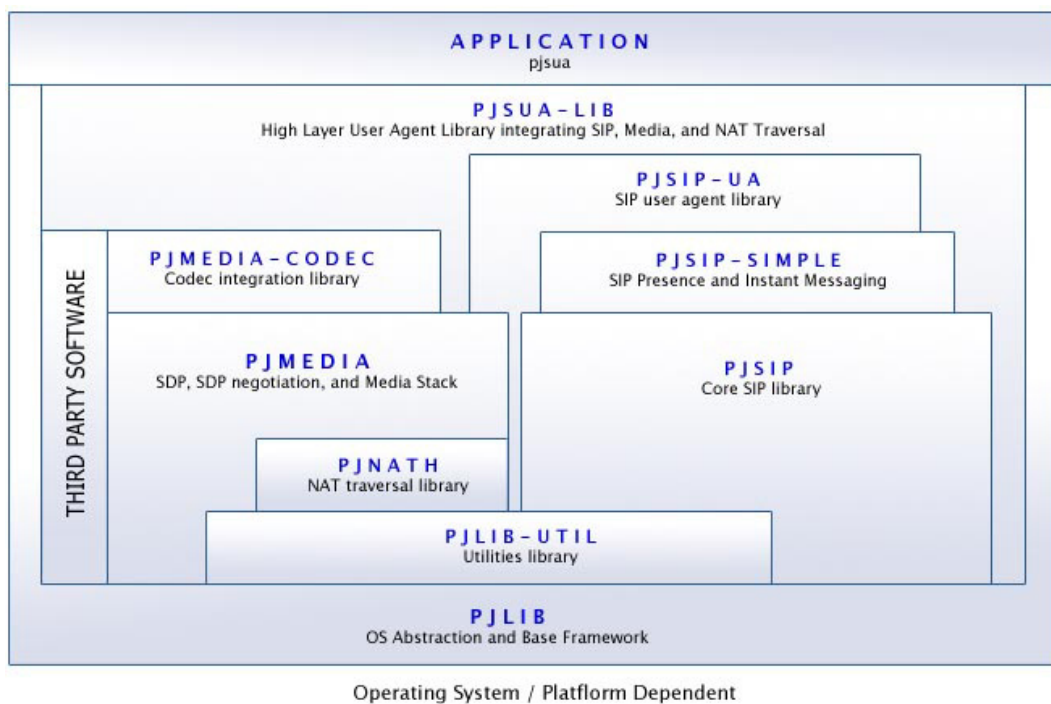 APPLICATION
pjsua
PJSUA-LIB
High Layer User Agent Library integrating SIP, Media, and NAT Traversal
PJSIP-UA
SIP user agent library
PJMEDIA-CODEC
Codec integration library
PJSIP-SIMPLE
SIP Presence and Instant Messaging
THIRD PARTY SOFTWARE
PJMEDIA
SDP, SDP negotiation, and Media Stack
PJSIP
Core SIP library
PJNATH
NAT traversal library
PJLIB-UTIL
Utilities library
PJLIB
OS Abstraction and Base Framework
Operating System / Platflorm Dependent